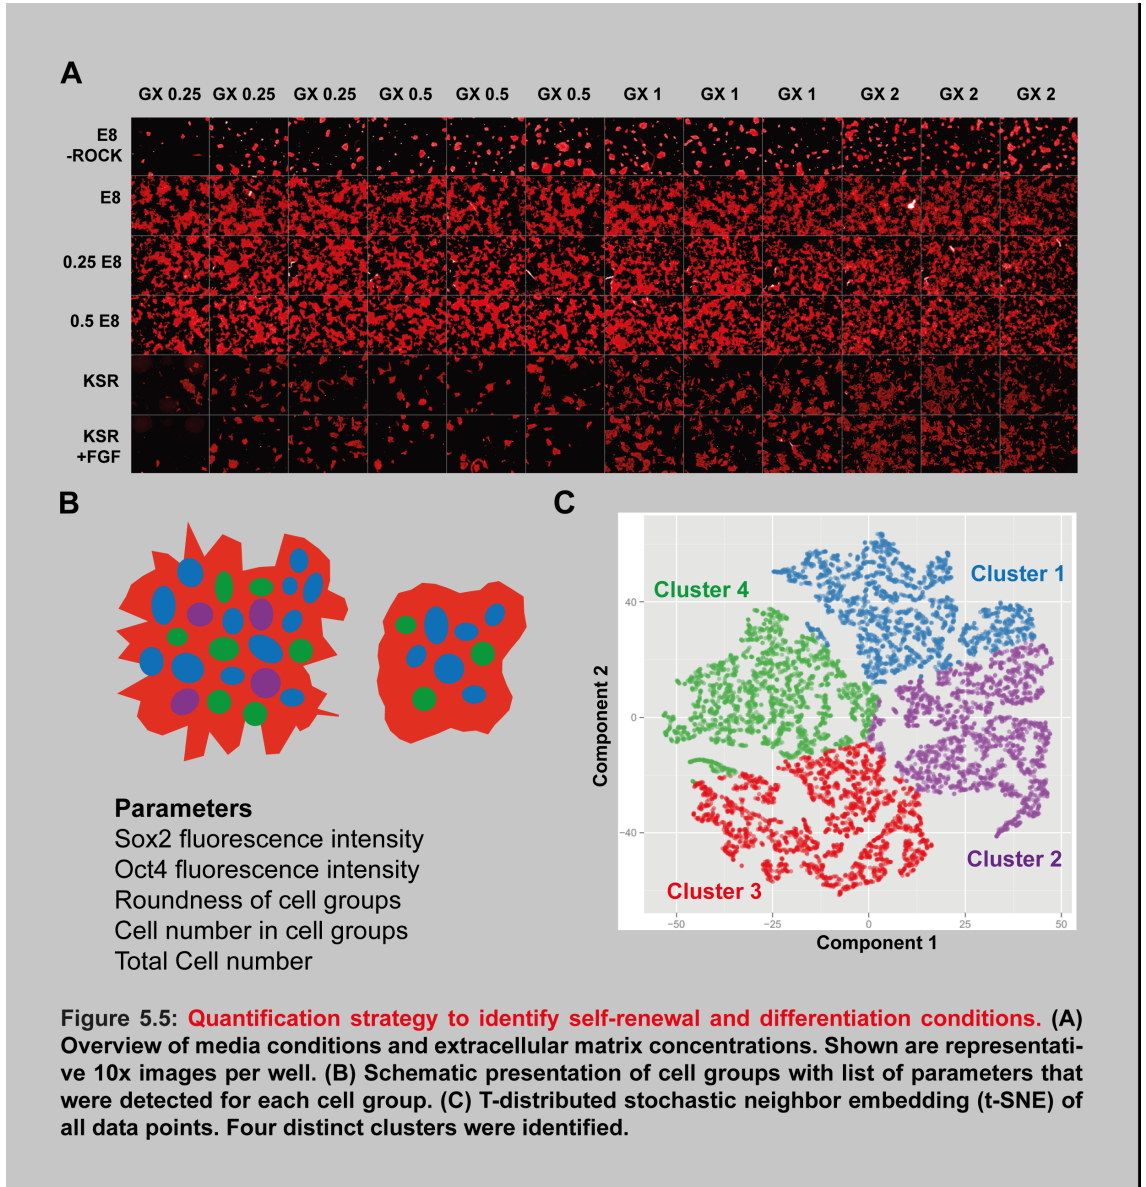 A
GX 0.25 GX 0.25 GX 0.25 GX 0.5 GX 0.5 GX 0.5 GX 1 GX 1 GX 1 GX 2 GX 2 GX 2
E8
-ROCK
E8
0.25 E8
0.5 E8
KSR
KSR
+FGF
B
Parameters
Sox2 fluorescence intensity
Oct4 fluorescence intensity
Roundness of cell groups
Cell number in cell groups
Total Cell number
C
Cluster 1
Cluster 4
Cluster 2
Cluster 3
Component 2
40
0
−40
−50 −25 0 25 50
Component 1
Figure 5.5: Quantification strategy to identify self-renewal and differentiation conditions. (A)
Overview of media conditions and extracellular matrix concentrations. Shown are representati-
ve 10x images per well. (B) Schematic presentation of cell groups with list of parameters that
were detected for each cell group. (C) T-distributed stochastic neighbor embedding (t-SNE) of
all data points. Four distinct clusters were identified.